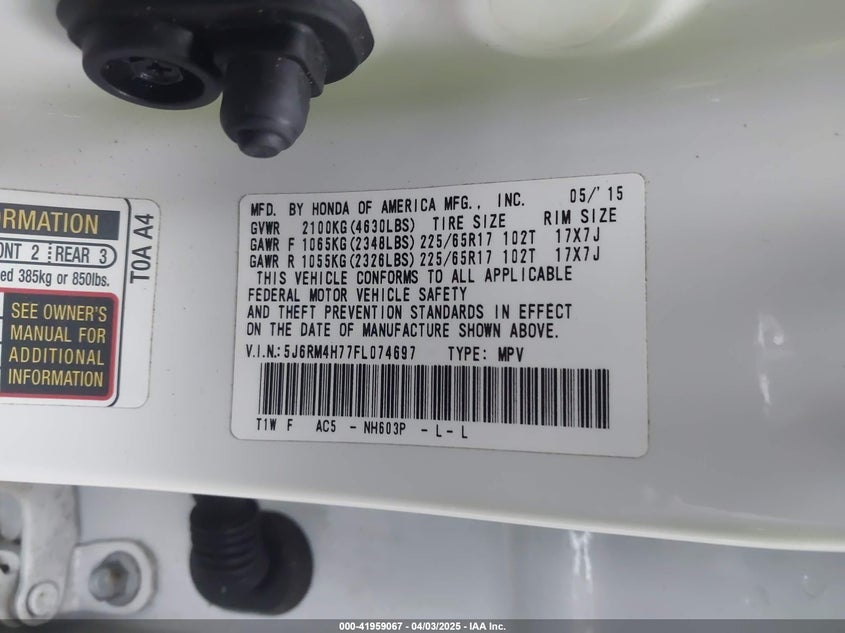 MFD. BY HONDA OF AMERICA MFG., INC. 05/'15
GVWR 2100KG(4630LBS) TIRE SIZE RIM SIZE
GAWR F 1065KG(2348LBS) 225/65R17 102T 17X7J
GAWR R 1055KG(2326LBS) 225/65R17 102T 17X7J
THIS VEHICLE CONFORMS TO ALL APPLICABLE
FEDERAL MOTOR VEHICLE SAFETY
AND THEFT PREVENTION STANDARDS IN EFFECT
ON THE DATE OF MANUFACTURE SHOWN ABOVE.
V.I.N.: 5J6RM4H77FL074697 TYPE: MPV
T1W F AC5 - NH603P - L - L
RMATION
ONT 2 REAR 3
ed 385kg or 850lbs.
SEE OWNER'S
MANUAL FOR
ADDITIONAL
INFORMATION
T0A A4
000-41959067 - 04/03/2025 - IAA Inc.